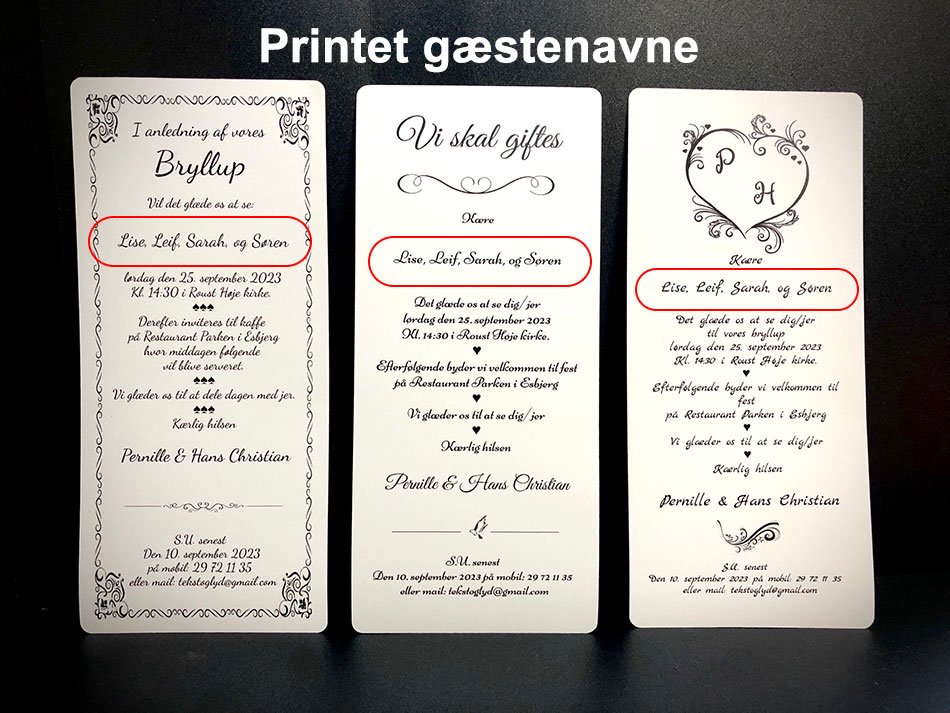 Printet gæstenavne
I anledning af vores
Bryllup
Vil det glæde os at se:
Lise, Leif, Sarah, og Søren
lørdag den 25. september 2023
Kl. 14:30 i Roust Høje kirke.
♠♠♠
Derefter inviteres til kaffe
på Restaurant Parken i Esbjerg
hvor middagen følgende
vil blive serveret.
♠♠♠
Vi glæder os til at dele dagen med jer.
♠♠♠
Kærlig hilsen
Pernille & Hans Christian
S.U. senest
Den 10. september 2023
på mobil: 29 72 11 35
eller mail: tekstoglyd@gmail.com
Vi skal giftes
Kære
Lise, Leif, Sarah, og Søren
Det glæde os at se dig/jer
lørdag den 25. september 2023
Kl. 14:30 i Roust Høje kirke.
♥
Efterfølgende byder vi velkommen til fest
på Restaurant Parken i Esbjerg
♥
Vi glæder os til at se dig/jer
♥
Kærlig hilsen
Pernille & Hans Christian
S.U. senest
Den 10. september 2023 på mobil: 29 72 11 35
eller mail: tekstoglyd@gmail.com
P
H
Kære
Lise, Leif, Sarah, og Søren
Det glæde os at se dig/jer
til vores bryllup
lørdag den 25. september 2023
Kl. 14:30 i Roust Høje kirke.
♥
Efterfølgende byder vi velkommen til
fest
på Restaurant Parken i Esbjerg
♥
Vi glæder os til at se dig/jer
♥
Kærlig hilsen
Pernille & Hans Christian
S.U. senest
Den 10. september 2023 på mobil: 29 72 11 35
eller mail: tekstoglyd@gmail.com